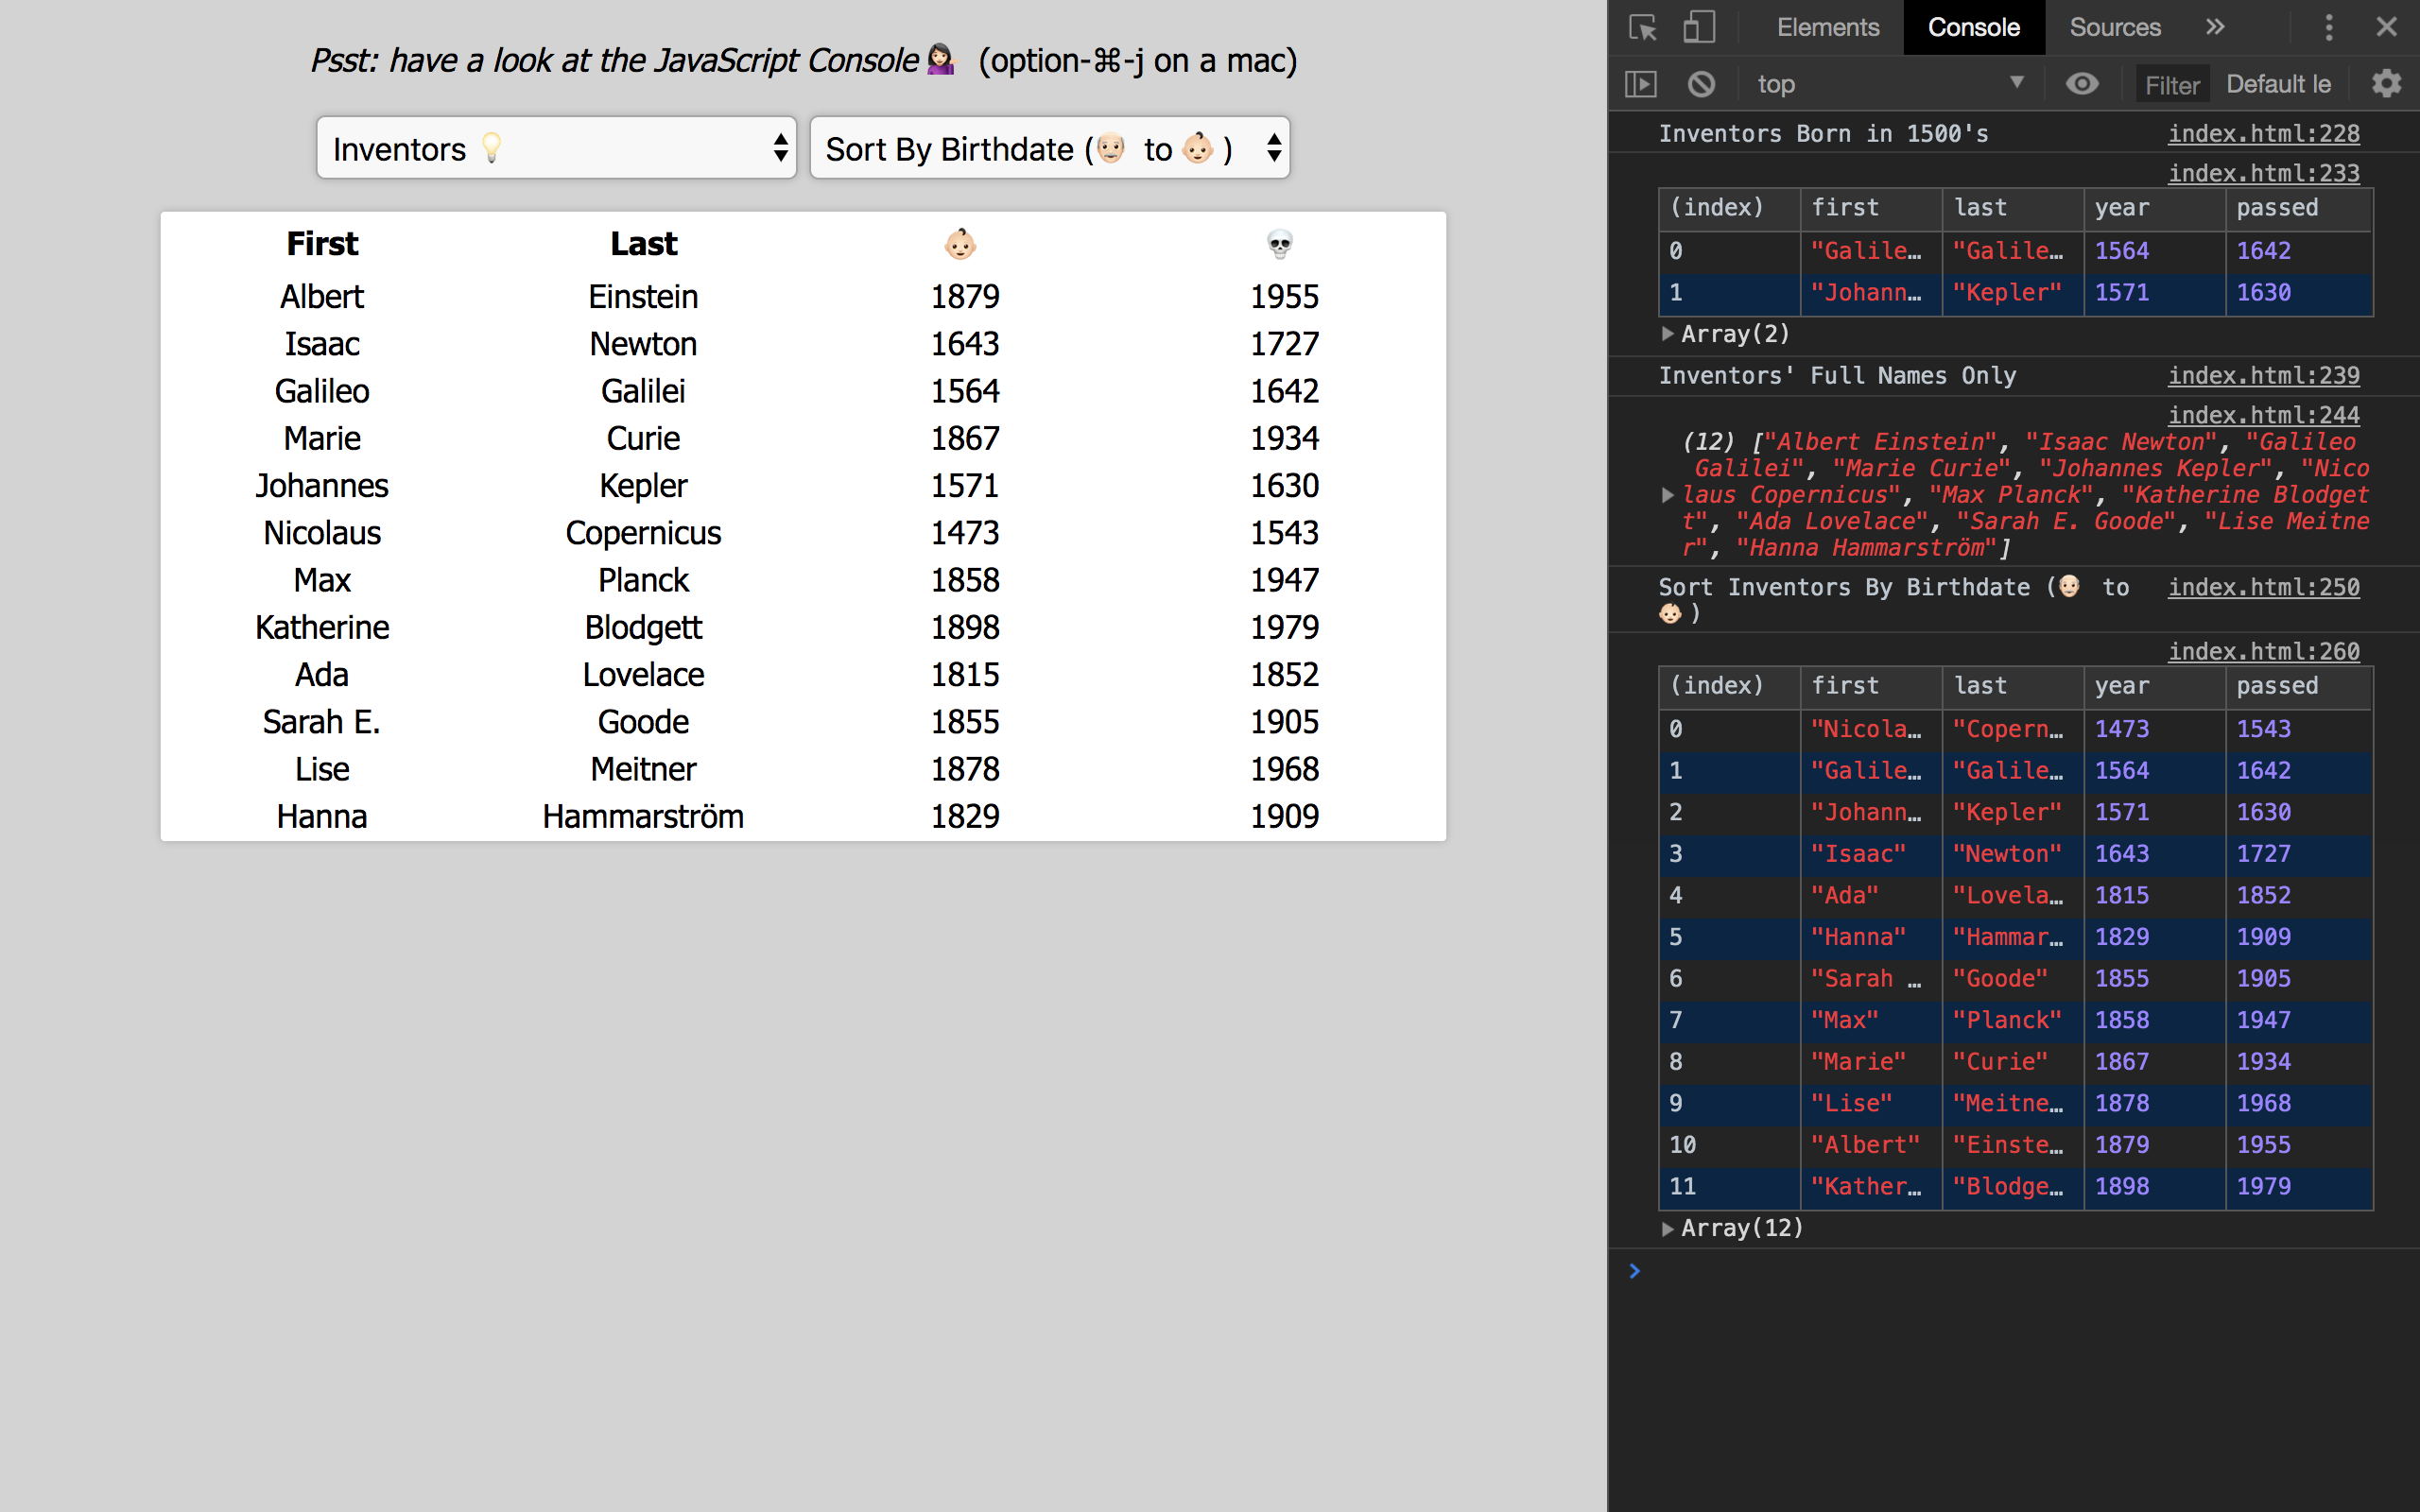 Psst: have a look at the JavaScript Console 💁🏻‍♀️ (option-⌘-j on a mac)
Inventors 💡
Sort By Birthdate (👴🏻 to 👶🏻 )
First Last 👶🏻 💀
Albert Einstein 1879 1955
Isaac Newton 1643 1727
Galileo Galilei 1564 1642
Marie Curie 1867 1934
Johannes Kepler 1571 1630
Nicolaus Copernicus 1473 1543
Max Planck 1858 1947
Katherine Blodgett 1898 1979
Ada Lovelace 1815 1852
Sarah E. Goode 1855 1905
Lise Meitner 1878 1968
Hanna Hammarström 1829 1909
Elements Console Sources »
top Filter Default le
Inventors Born in 1500's index.html:228
index.html:233
(index) first last year passed
0 "Galile… "Galile… 1564 1642
1 "Johann… "Kepler" 1571 1630
Array(2)
Inventors' Full Names Only index.html:239
index.html:244
(12) ["Albert Einstein", "Isaac Newton", "Galileo
Galilei", "Marie Curie", "Johannes Kepler", "Nico
laus Copernicus", "Max Planck", "Katherine Blodget
t", "Ada Lovelace", "Sarah E. Goode", "Lise Meitne
r", "Hanna Hammarström"]
Sort Inventors By Birthdate (👴🏻 to index.html:250
👶🏻 )
index.html:260
(index) first last year passed
0 "Nicola… "Copern… 1473 1543
1 "Galile… "Galile… 1564 1642
2 "Johann… "Kepler" 1571 1630
3 "Isaac" "Newton" 1643 1727
4 "Ada" "Lovela… 1815 1852
5 "Hanna" "Hammar… 1829 1909
6 "Sarah … "Goode" 1855 1905
7 "Max" "Planck" 1858 1947
8 "Marie" "Curie" 1867 1934
9 "Lise" "Meitne… 1878 1968
10 "Albert" "Einste… 1879 1955
11 "Kather… "Blodge… 1898 1979
Array(12)